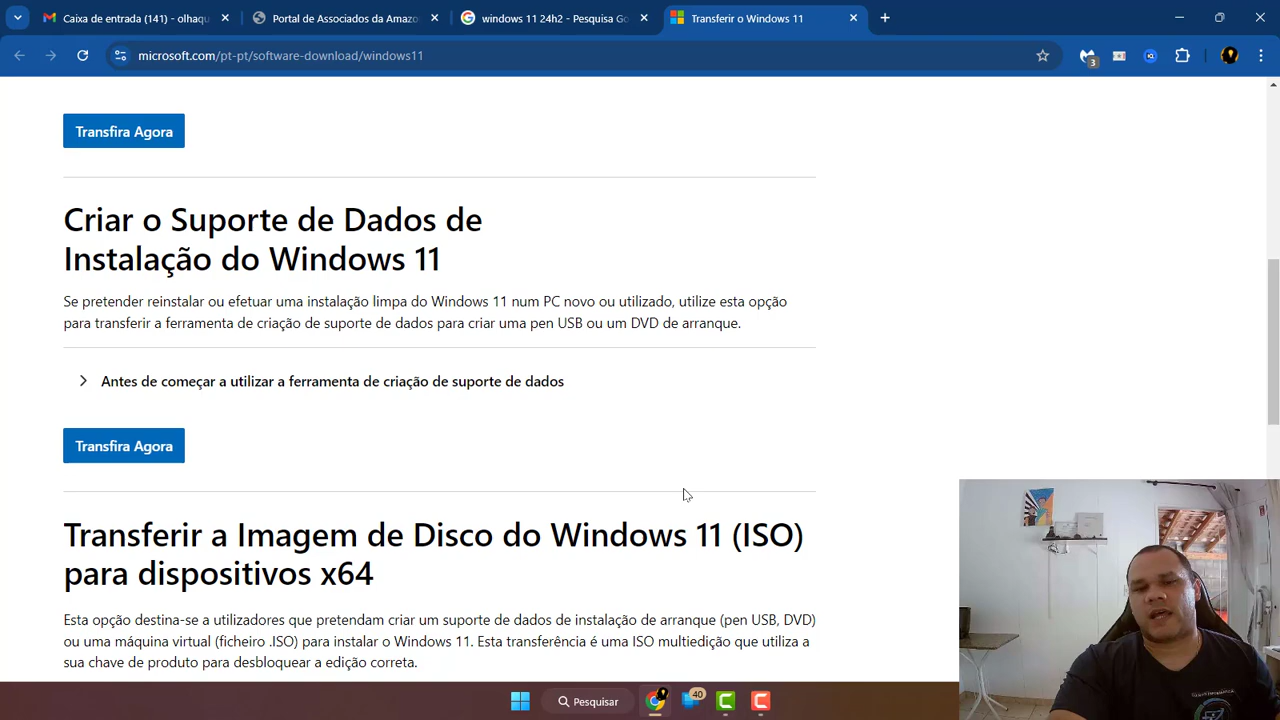 Caixa de entrada (141) - olhaqu
Portal de Associados da Amazo
windows 11 24h2 - Pesquisa Go
Transferir o Windows 11
microsoft.com/pt-pt/software-download/windows11
3
Transfira Agora
Criar o Suporte de Dados de
Instalação do Windows 11
Se pretender reinstalar ou efetuar uma instalação limpa do Windows 11 num PC novo ou utilizado, utilize esta opção
para transferir a ferramenta de criação de suporte de dados para criar uma pen USB ou um DVD de arranque.
Antes de começar a utilizar a ferramenta de criação de suporte de dados
Transfira Agora
Transferir a Imagem de Disco do Windows 11 (ISO)
para dispositivos x64
Esta opção destina-se a utilizadores que pretendam criar um suporte de dados de instalação de arranque (pen USB, DVD)
ou uma máquina virtual (ficheiro .ISO) para instalar o Windows 11. Esta transferência é uma ISO multiedição que utiliza a
sua chave de produto para desbloquear a edição correta.
Pesquisar
40